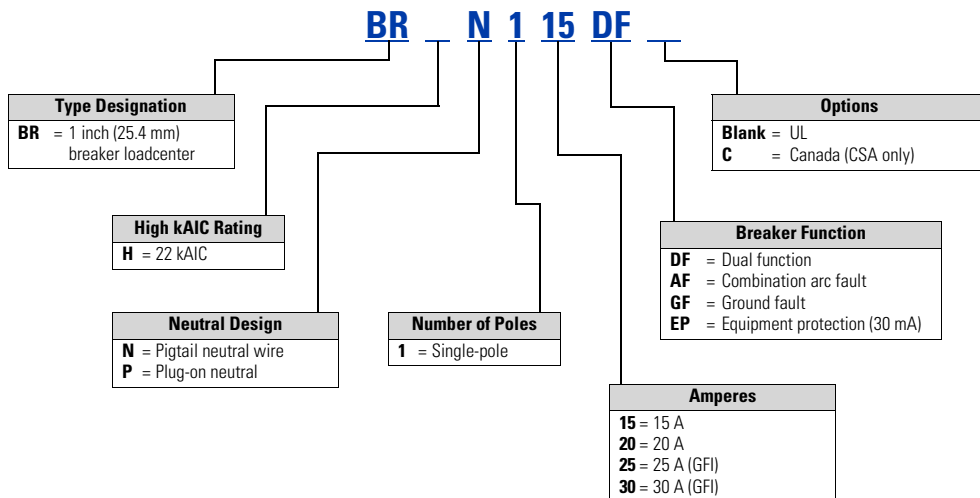 BR _ N 1 15 DF _
Type Designation
BR = 1 inch (25.4 mm)
breaker loadcenter
Options
Blank = UL
C = Canada (CSA only)
High kAIC Rating
H = 22 kAIC
Breaker Function
DF = Dual function
AF = Combination arc fault
GF = Ground fault
EP = Equipment protection (30 mA)
Neutral Design
N = Pigtail neutral wire
P = Plug-on neutral
Number of Poles
1 = Single-pole
Amperes
15 = 15 A
20 = 20 A
25 = 25 A (GFI)
30 = 30 A (GFI)